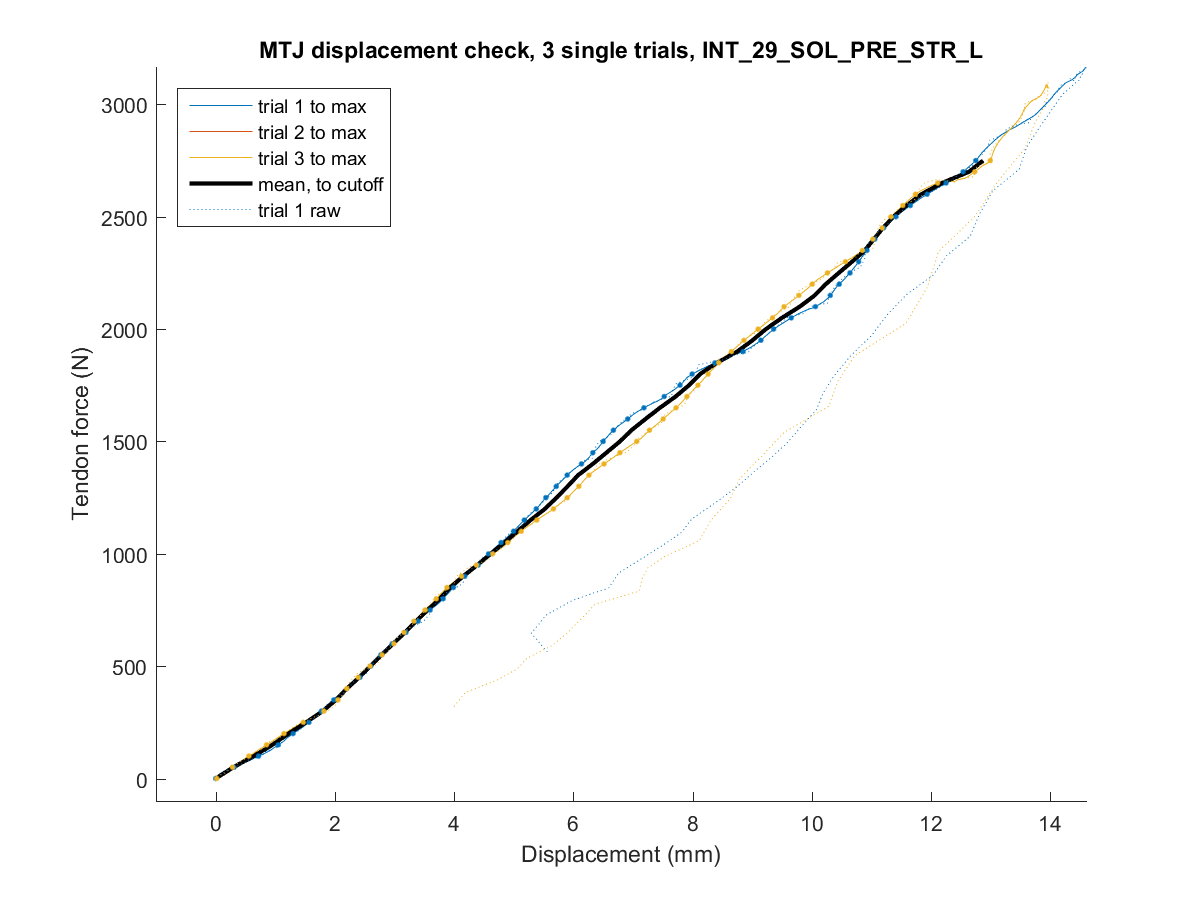 MTJ displacement check, 3 single trials, INT_29_SOL_PRE_STR_L
trial 1 to max
trial 2 to max
trial 3 to max
mean, to cutoff
trial 1 raw
3000
2500
2000
1500
1000
500
0
Tendon force (N)
0 2 4 6 8 10 12 14
Displacement (mm)